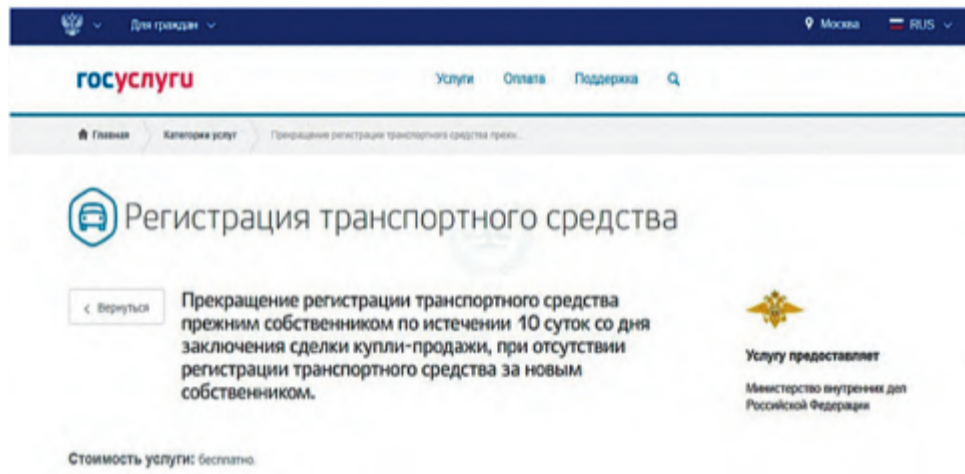 Для граждан
Москва
RUS
госуслуги
Услуги Оплата Поддержка
Главная
Категории услуг
Прекращение регистрации транспортного средства прежн...
Регистрация транспортного средства
Вернуться
Прекращение регистрации транспортного средства
прежним собственником по истечении 10 суток со дня
заключения сделки купли-продажи, при отсутствии
регистрации транспортного средства за новым
собственником.
Услугу предоставляет
Министерство внутренних дел
Российской Федерации
Стоимость услуги: бесплатно.